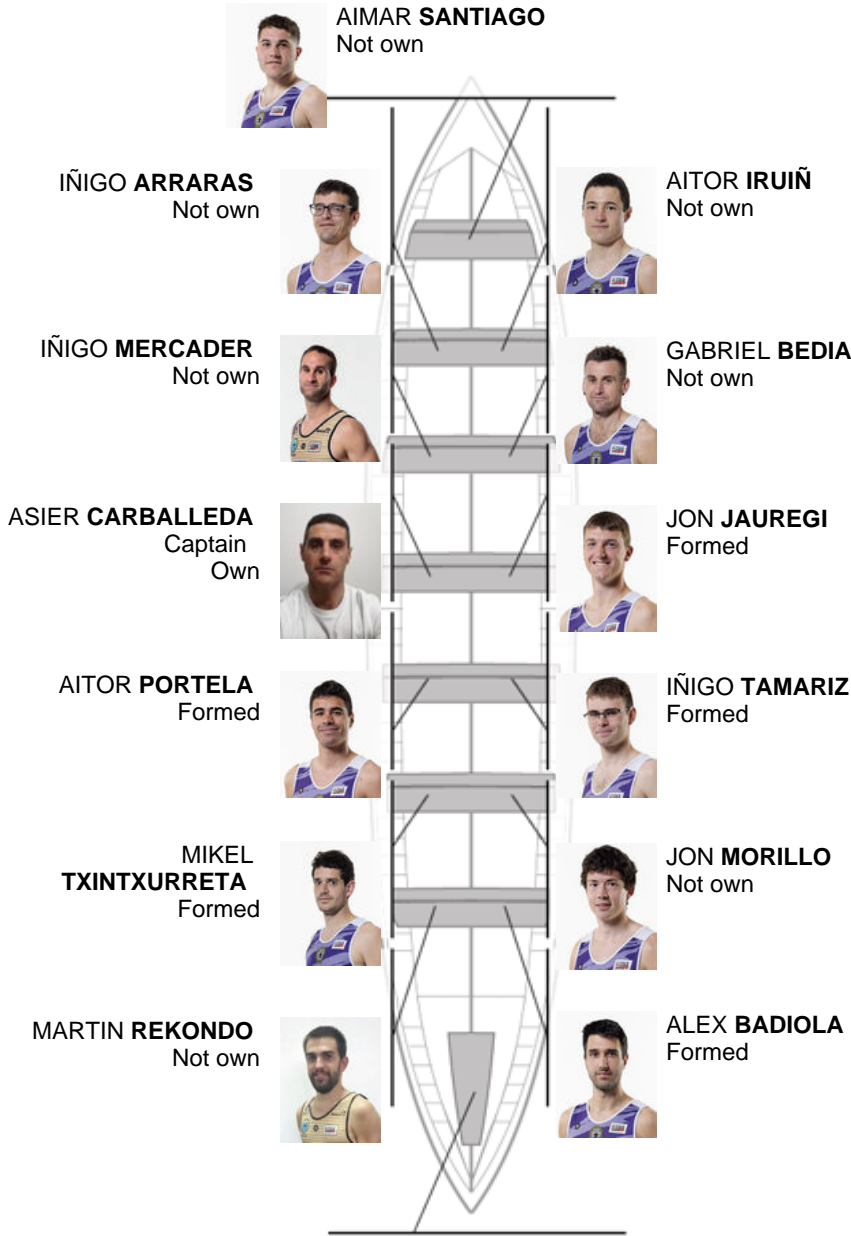 AIMAR SANTIAGO
Not own
IÑIGO ARRARAS
Not own
AITOR IRUIÑ
Not own
IÑIGO MERCADER
Not own
GABRIEL BEDIA
Not own
ASIER CARBALLEDA
Captain
Own
JON JAUREGI
Formed
AITOR PORTELA
Formed
IÑIGO TAMARIZ
Formed
MIKEL
TXINTXURRETA
Formed
JON MORILLO
Not own
MARTIN REKONDO
Not own
ALEX BADIOLA
Formed